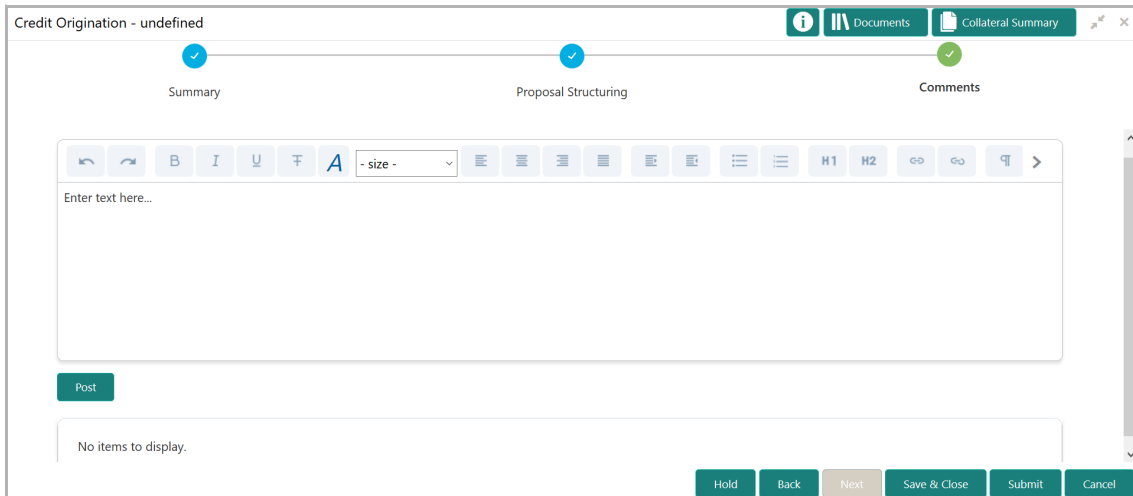 Credit Origination - undefined
Documents
Collateral Summary
Summary
Proposal Structuring
Comments
B I U T A - size - H1 H2
Enter text here...
Post
No items to display.
Hold Back Next Save & Close Submit Cancel